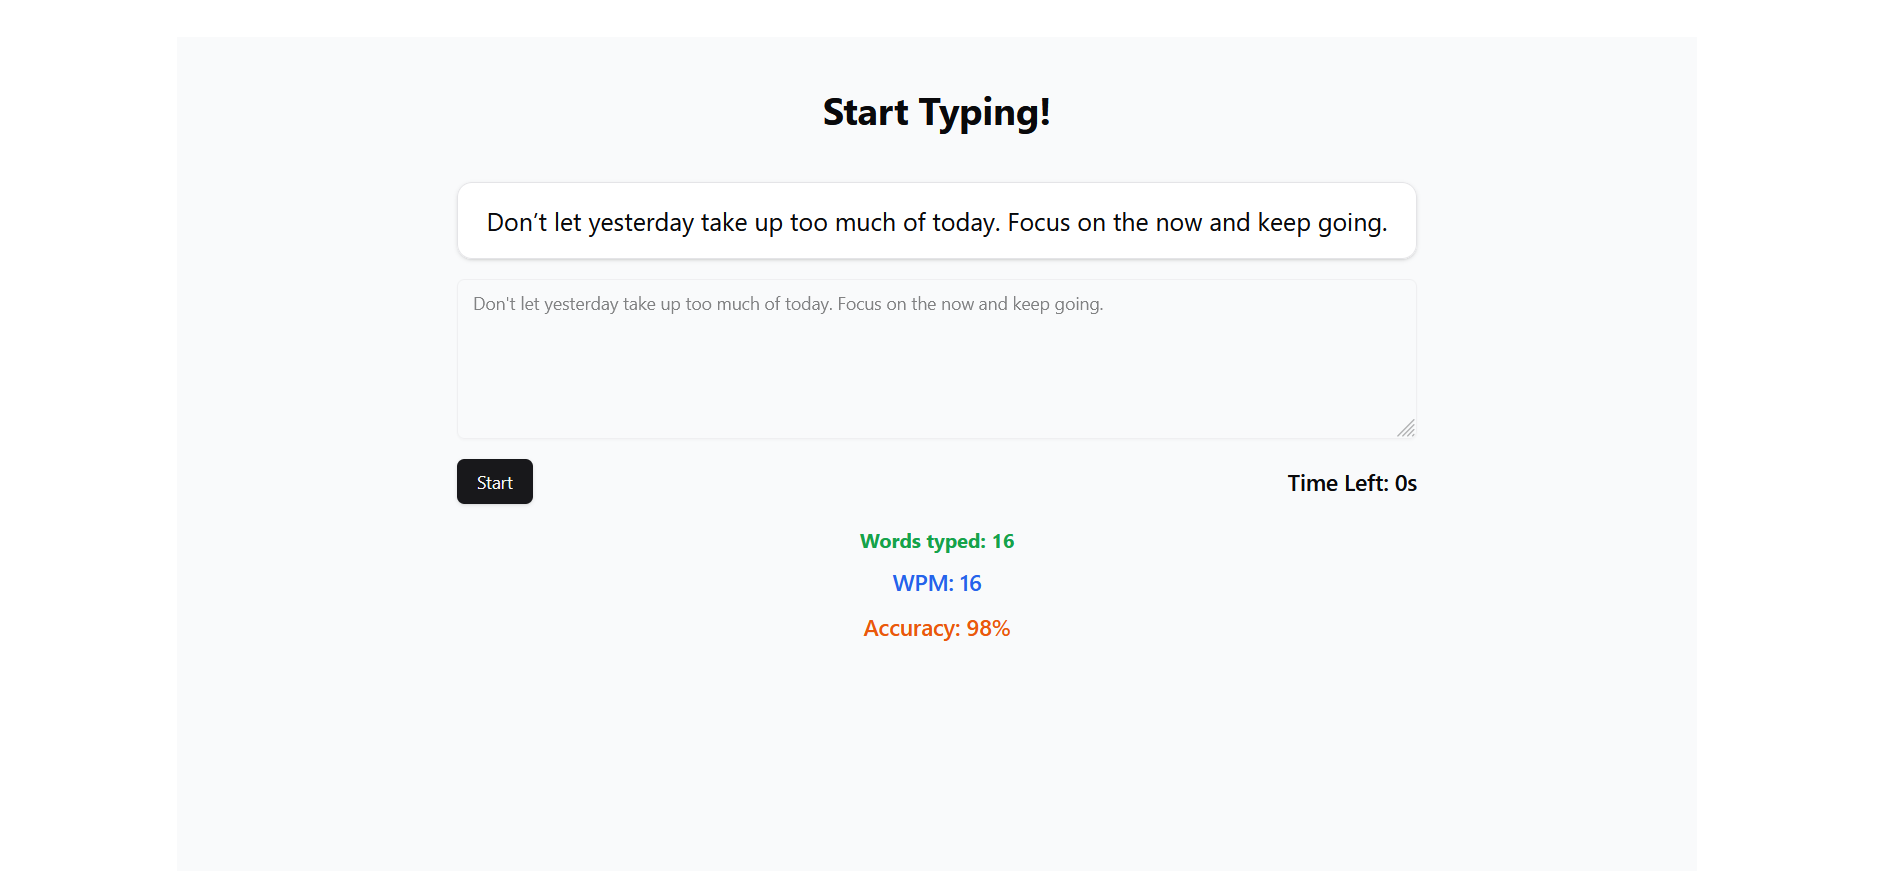 Start Typing!
Don’t let yesterday take up too much of today. Focus on the now and keep going.
Don't let yesterday take up too much of today. Focus on the now and keep going.
Start
Time Left: 0s
Words typed: 16
WPM: 16
Accuracy: 98%